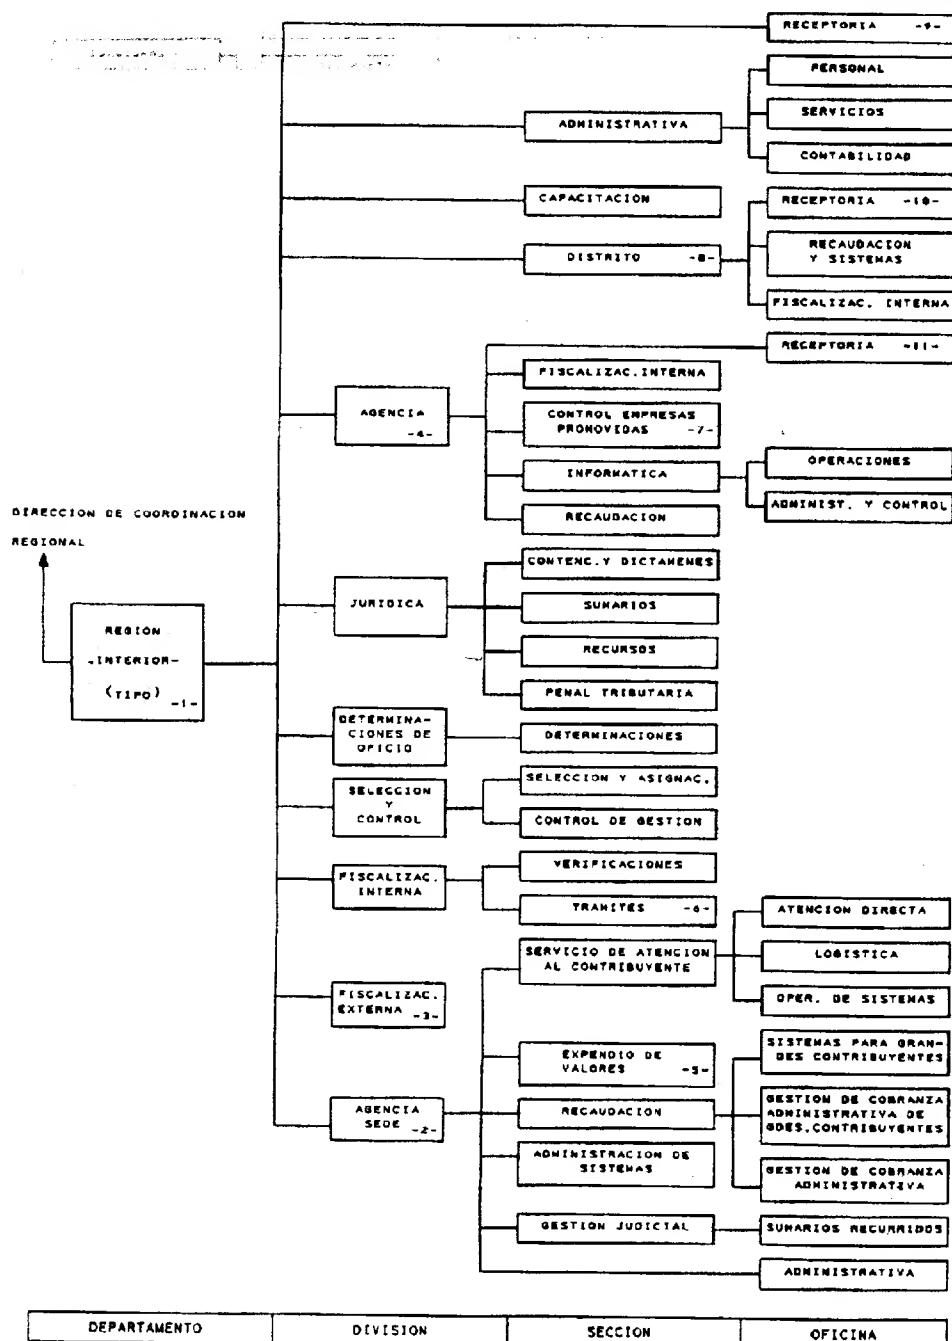 RECEPTORIA -9-
PERSONAL
ADMINISTRATIVA
SERVICIOS
CONTABILIDAD
CAPACITACION
RECEPTORIA -10-
DISTRITO -8-
RECAUDACION
Y SISTEMAS
FISCALIZAC. INTERNA
RECEPTORIA -11-
AGENCIA
-4-
FISCALIZAC.INTERNA
CONTROL EMPRESAS
PROMOVIDAS -7-
INFORMATICA
OPERACIONES
ADMINIST. Y CONTROL
RECAUDACION
DIRECCION DE COORDINACION
REGIONAL
REGION
INTERIOR-
(TIPO) -1-
JURIDICA
CONTENC.Y DICTAMENES
SUMARIOS
RECURSOS
PENAL TRIBUTARIA
DETERMINA-
CIONES DE
OFICIO
DETERMINACIONES
SELECCION
Y
CONTROL
SELECCION Y ASIGNAC.
CONTROL DE GESTION
FISCALIZAC.
INTERNA
VERIFICACIONES
TRAMITES -6-
FISCALIZAC.
EXTERNA -3-
AGENCIA
SEDE -2-
SERVICIO DE ATENCION
AL CONTRIBUYENTE
ATENCION DIRECTA
LOGISTICA
OPER. DE SISTEMAS
EXPENDIO DE
VALORES -5-
RECAUDACION
SISTEMAS PARA GRAN-
DES CONTRIBUYENTES
GESTION DE COBRANZA
ADMINISTRATIVA DE
GDES.CONTRIBUYENTES
GESTION DE COBRANZA
ADMINISTRATIVA
ADMINISTRACION DE
SISTEMAS
GESTION JUDICIAL
SUMARIOS RECURRIDOS
ADMINISTRATIVA
DEPARTAMENTO DIVISION SECCION OFICINA